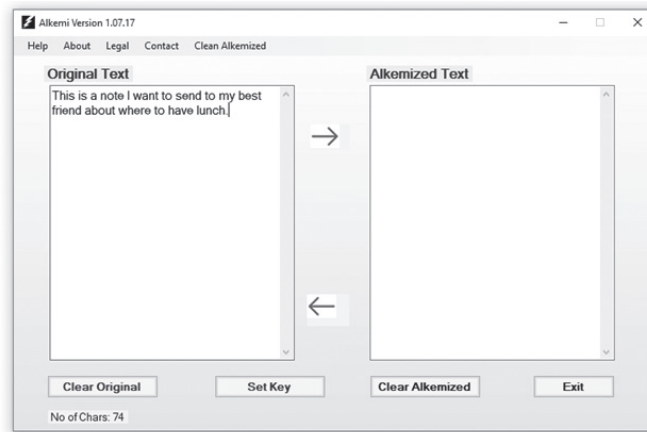 Alkemi Version 1.07.17
Help About Legal Contact Clean Alkemized
Original Text
Alkemized Text
This is a note I want to send to my best
friend about where to have lunch.
Clear Original Set Key Clear Alkemized Exit
No of Chars: 74